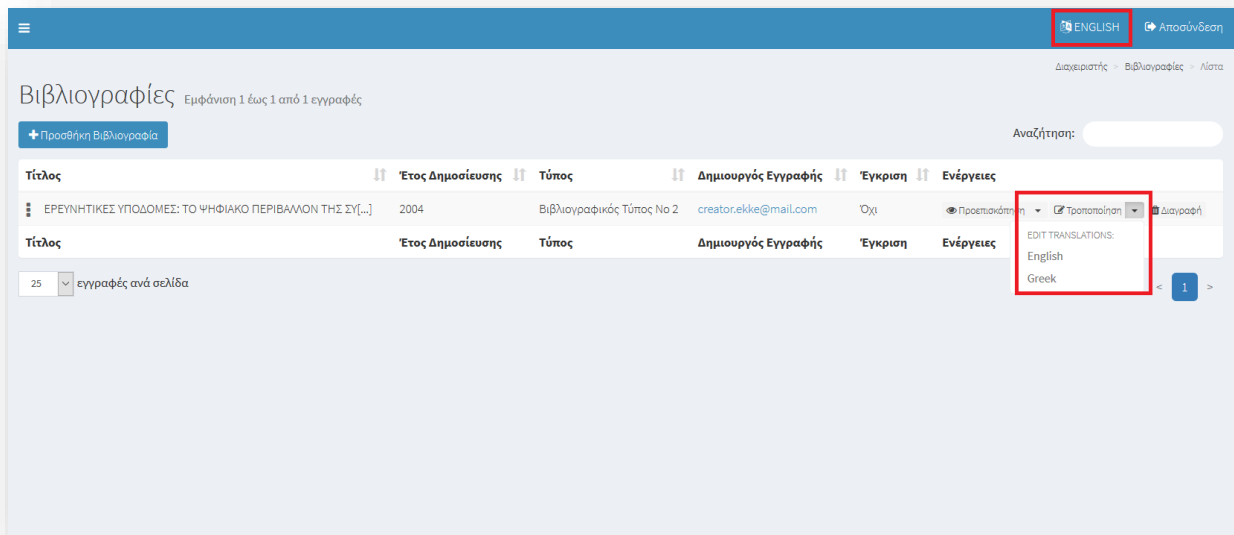 ENGLISH Αποσύνδεση
Διαχειριστής > Βιβλιογραφίες > Λίστα
Βιβλιογραφίες Εμφάνιση 1 έως 1 από 1 εγγραφές
Προσθήκη Βιβλιογραφία Αναζήτηση:
Τίτλος Έτος Δημοσίευσης Τύπος Δημιουργός Εγγραφής Έγκριση Ενέργειες
ΕΡΕΥΝΗΤΙΚΕΣ ΥΠΟΔΟΜΕΣ: ΤΟ ΨΗΦΙΑΚΟ ΠΕΡΙΒΑΛΛΟΝ ΤΗΣ ΣΥ[...] 2004 Βιβλιογραφικός Τύπος Νο 2 creator.ekke@mail.com Όχι Προεπισκόπηση Τροποποίηση Διαγραφή
Τίτλος Έτος Δημοσίευσης Τύπος Δημιουργός Εγγραφής Έγκριση Ενέργειες
EDIT TRANSLATIONS:
English
Greek
25 εγγραφές ανά σελίδα < 1 >